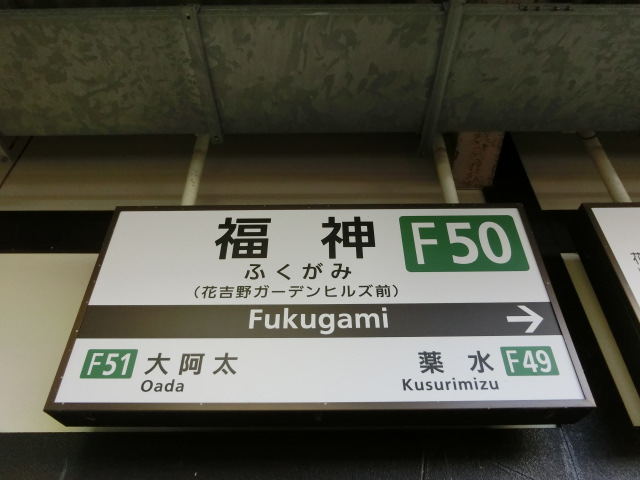 福神 F50
ふくがみ
（花吉野ガーデンヒルズ前）
Fukugami →
F51 大阿太 薬水 F49
Oada Kusurimizu
花